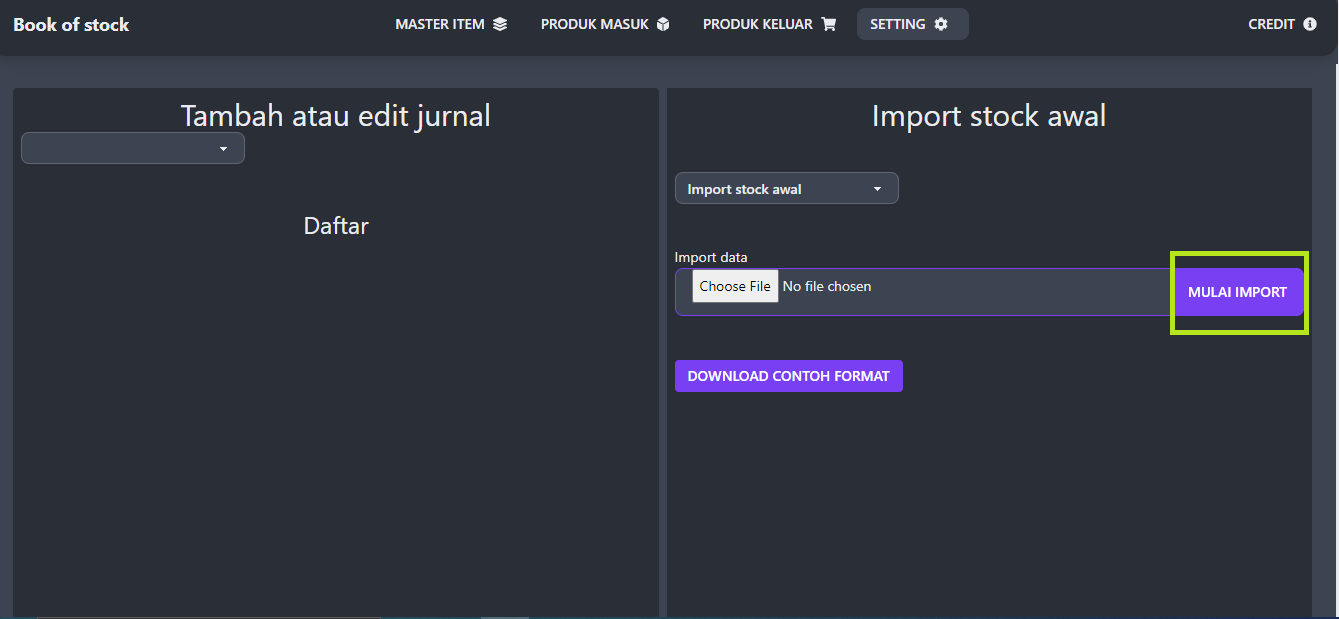 Book of stock
MASTER ITEM
PRODUK MASUK
PRODUK KELUAR
SETTING
CREDIT
Tambah atau edit jurnal
Daftar
Import stock awal
Import stock awal
Import data
Choose File No file chosen
MULAI IMPORT
DOWNLOAD CONTOH FORMAT